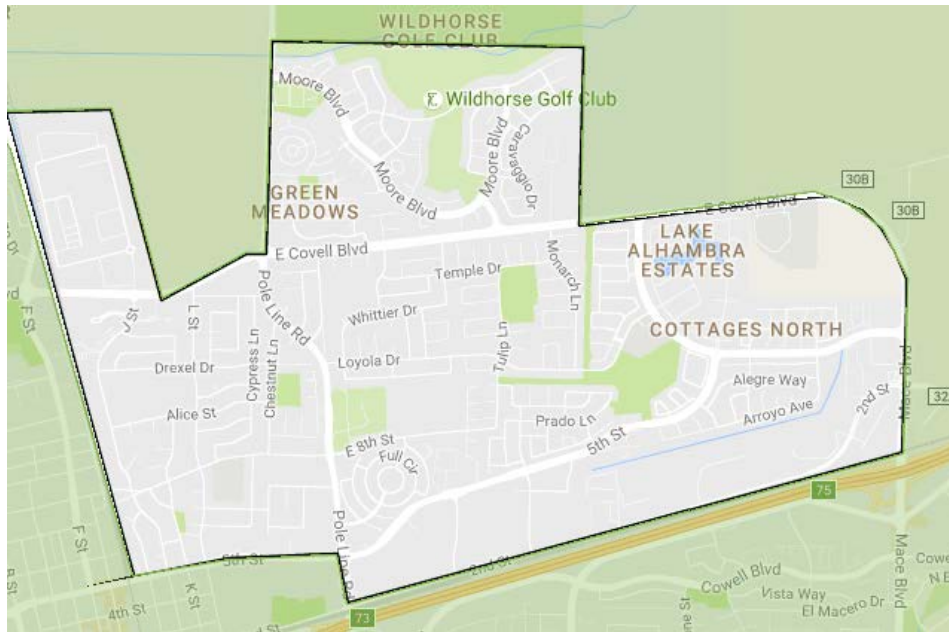 WILDHORSE
GOLF CLUB
Moore Blvd
Wildhorse Golf Club
Moore Blvd
Caravaggio Dr
Moore Blvd
GREEN
MEADOWS
30B
30B
E Covell Blvd
E Covell Blvd
LAKE
ALHAMBRA
ESTATES
Monarch Ln
Temple Dr
Pole Line Rd
F St
J St
L St
Whittier Dr
COTTAGES NORTH
Tulip Ln
Loyola Dr
Drexel Dr
Cypress Ln
Chestnut Ln
Mace Blvd
Alegre Way
2nd St
32
Alice St
Prado Ln
Arroyo Ave
E 8th St
5th St
Full Cir
75
F St
Pole Line Rd
Mace Blvd
5th St
2nd St
Cowell Blvd
Vista Way
El Macero Dr
K St
4th St
73